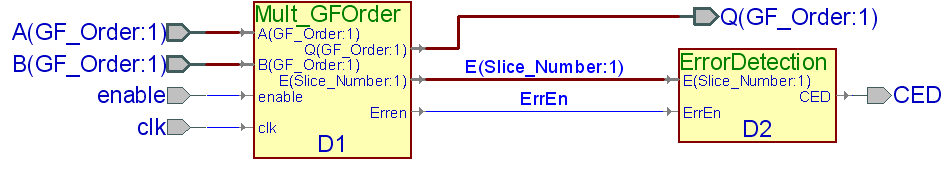 Mult_GFOrder
A(GF_Order:1)
A(GF_Order:1)
Q(GF_Order:1)
Q(GF_Order:1)
B(GF_Order:1)
B(GF_Order:1)
E(Slice_Number:1)
E(Slice_Number:1)
ErrorDetection
E(Slice_Number:1)
enable
enable
ErrEn
CED
CED
Erren
ErrEn
clk
clk
D1
D2